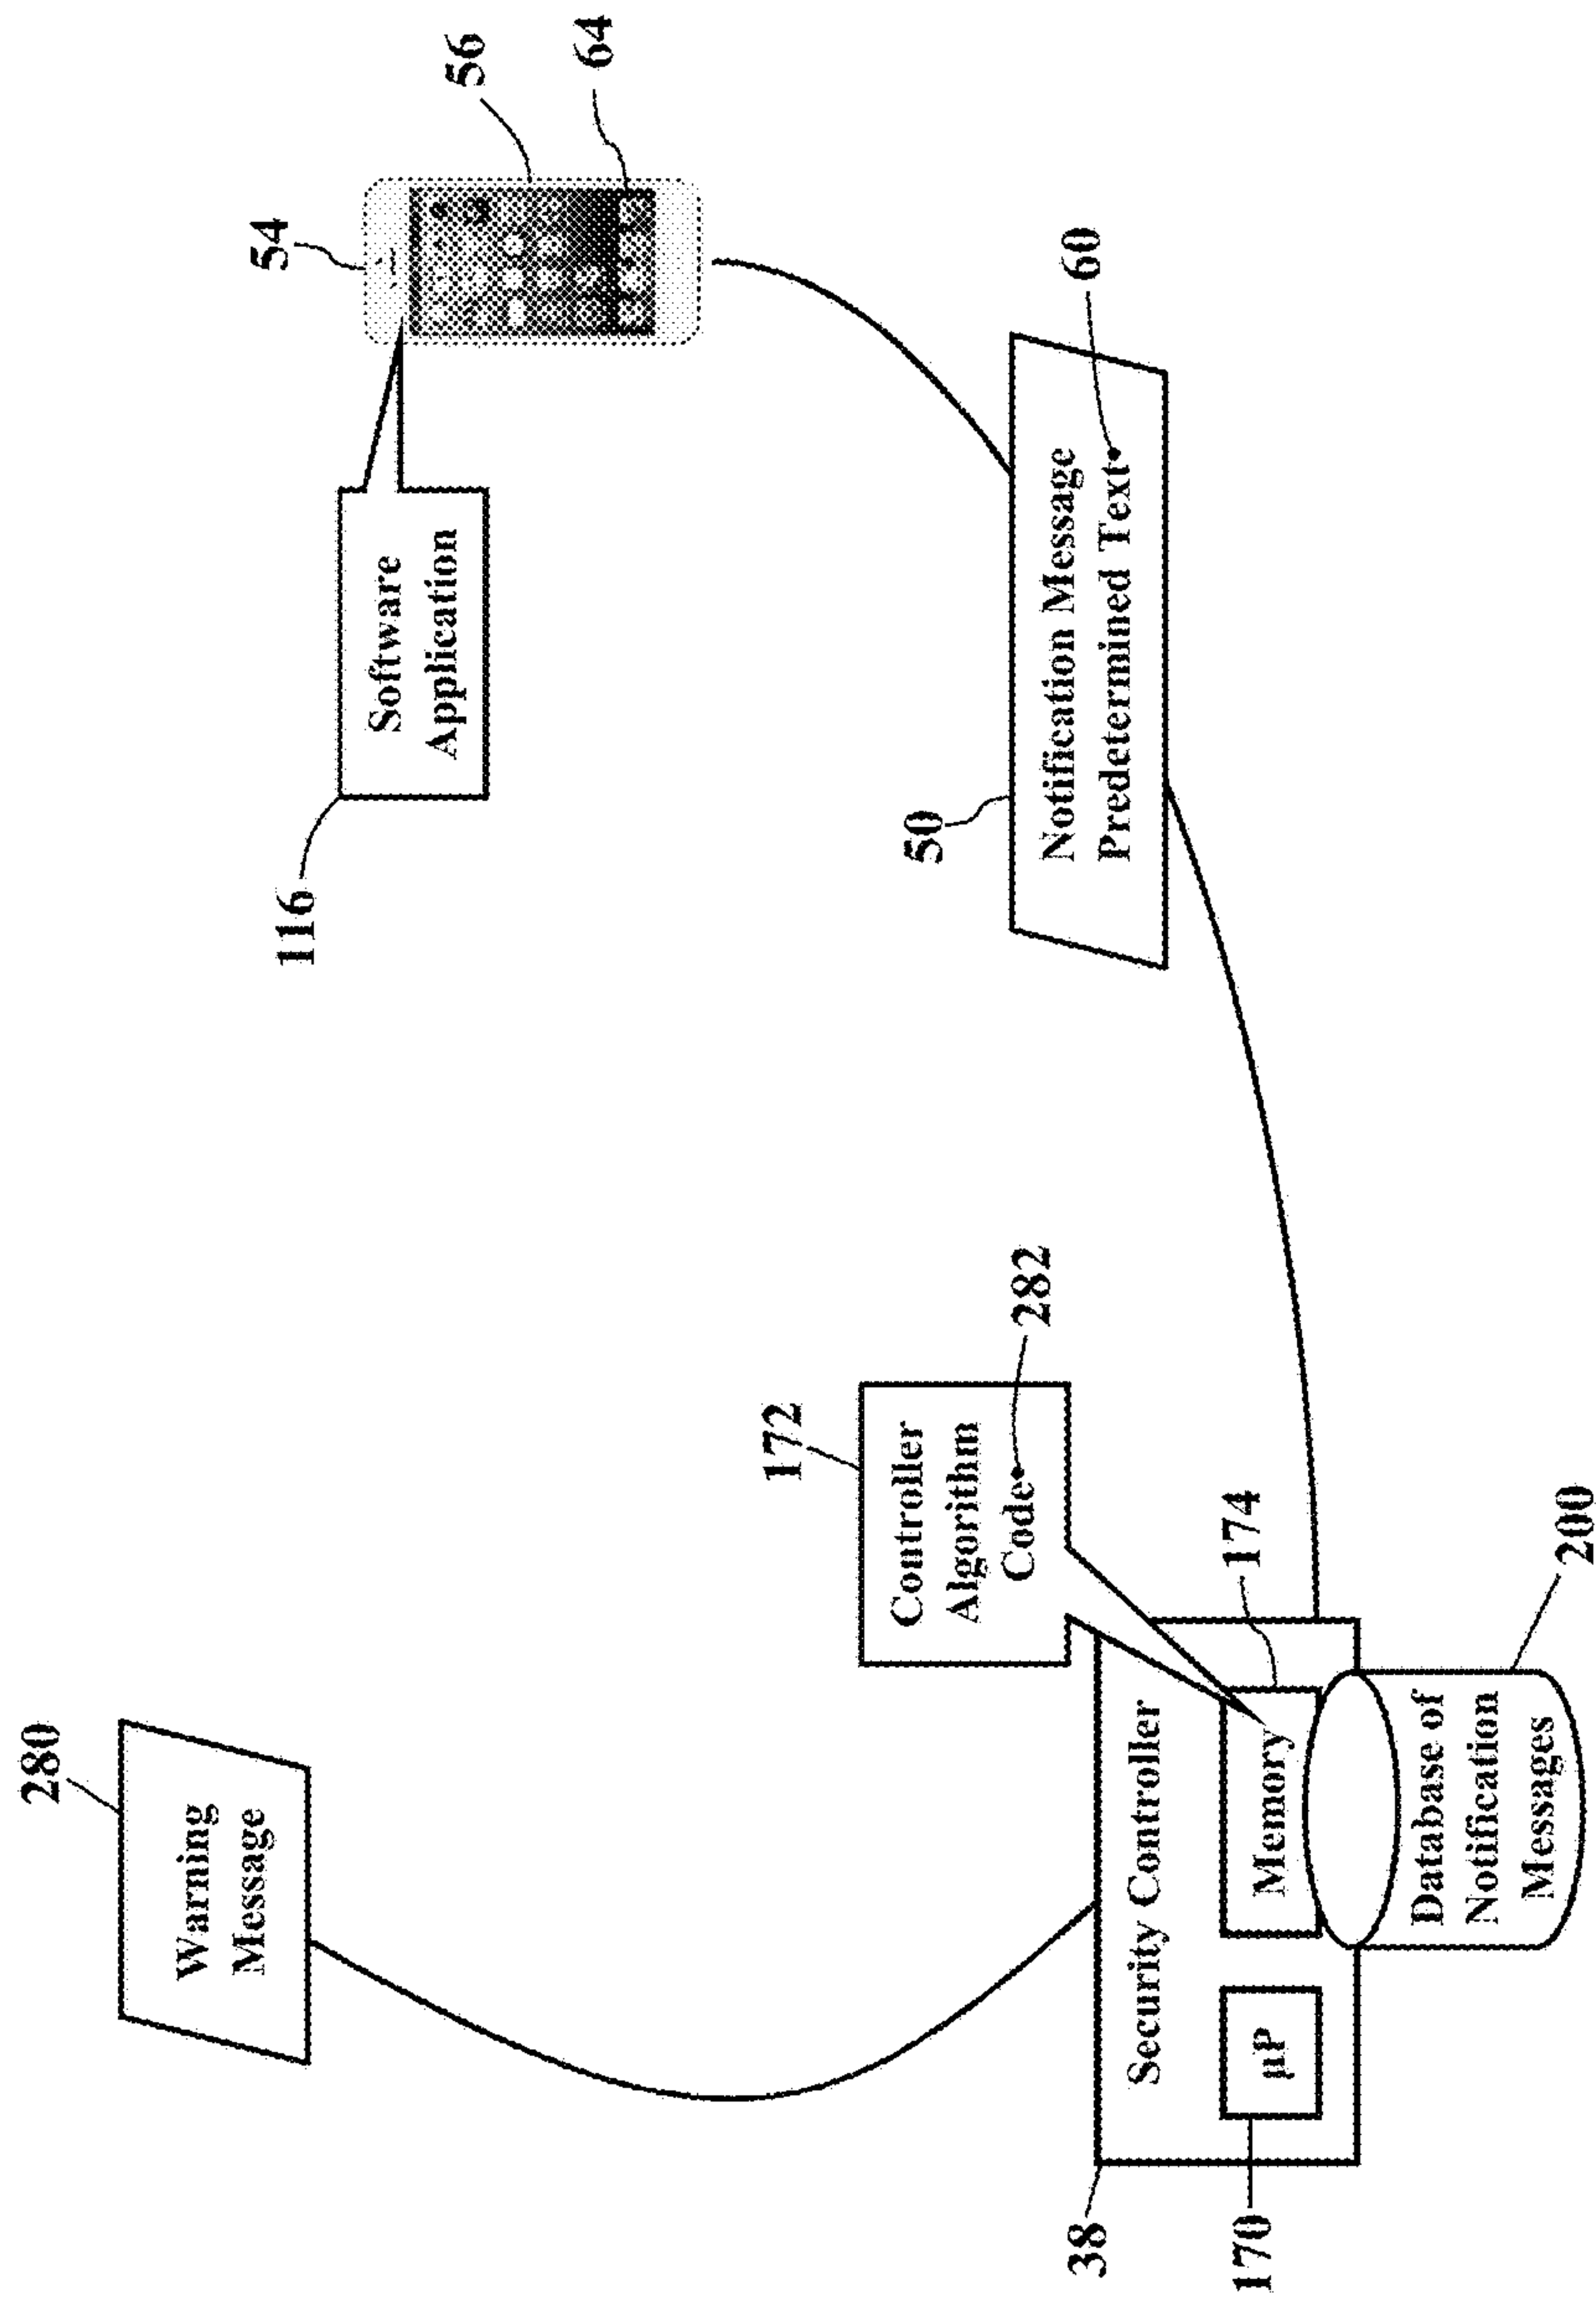 280
Warning
Message
38
170
Security Controller
µP
Memory
174
172
Controller
Algorithm
Code
282
Database of
Notification
Messages
200
116
Software
Application
54
56
64
50
Notification Message
Predetermined Text
60